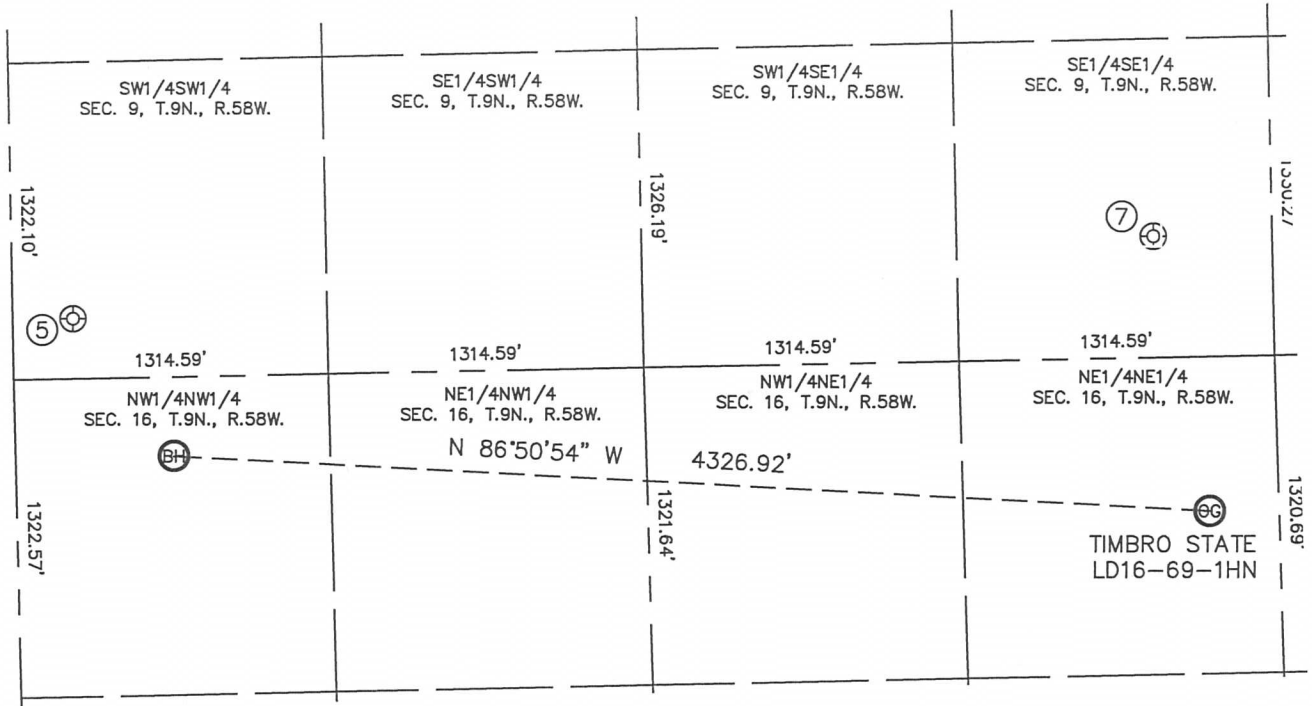 SW1/4SW1/4
SEC. 9, T.9N., R.58W.
SE1/4SW1/4
SEC. 9, T.9N., R.58W.
SW1/4SE1/4
SEC. 9, T.9N., R.58W.
SE1/4SE1/4
SEC. 9, T.9N., R.58W.
1322.10'
1326.19'
7
5
1314.59'
1314.59'
1314.59'
1314.59'
NW1/4NW1/4
SEC. 16, T.9N., R.58W.
NE1/4NW1/4
SEC. 16, T.9N., R.58W.
NW1/4NE1/4
SEC. 16, T.9N., R.58W.
NE1/4NE1/4
SEC. 16, T.9N., R.58W.
BH
N 86°50'54" W
4326.92'
OG
1322.57'
1321.64'
1320.69'
TIMBRO STATE
LD16-69-1HN